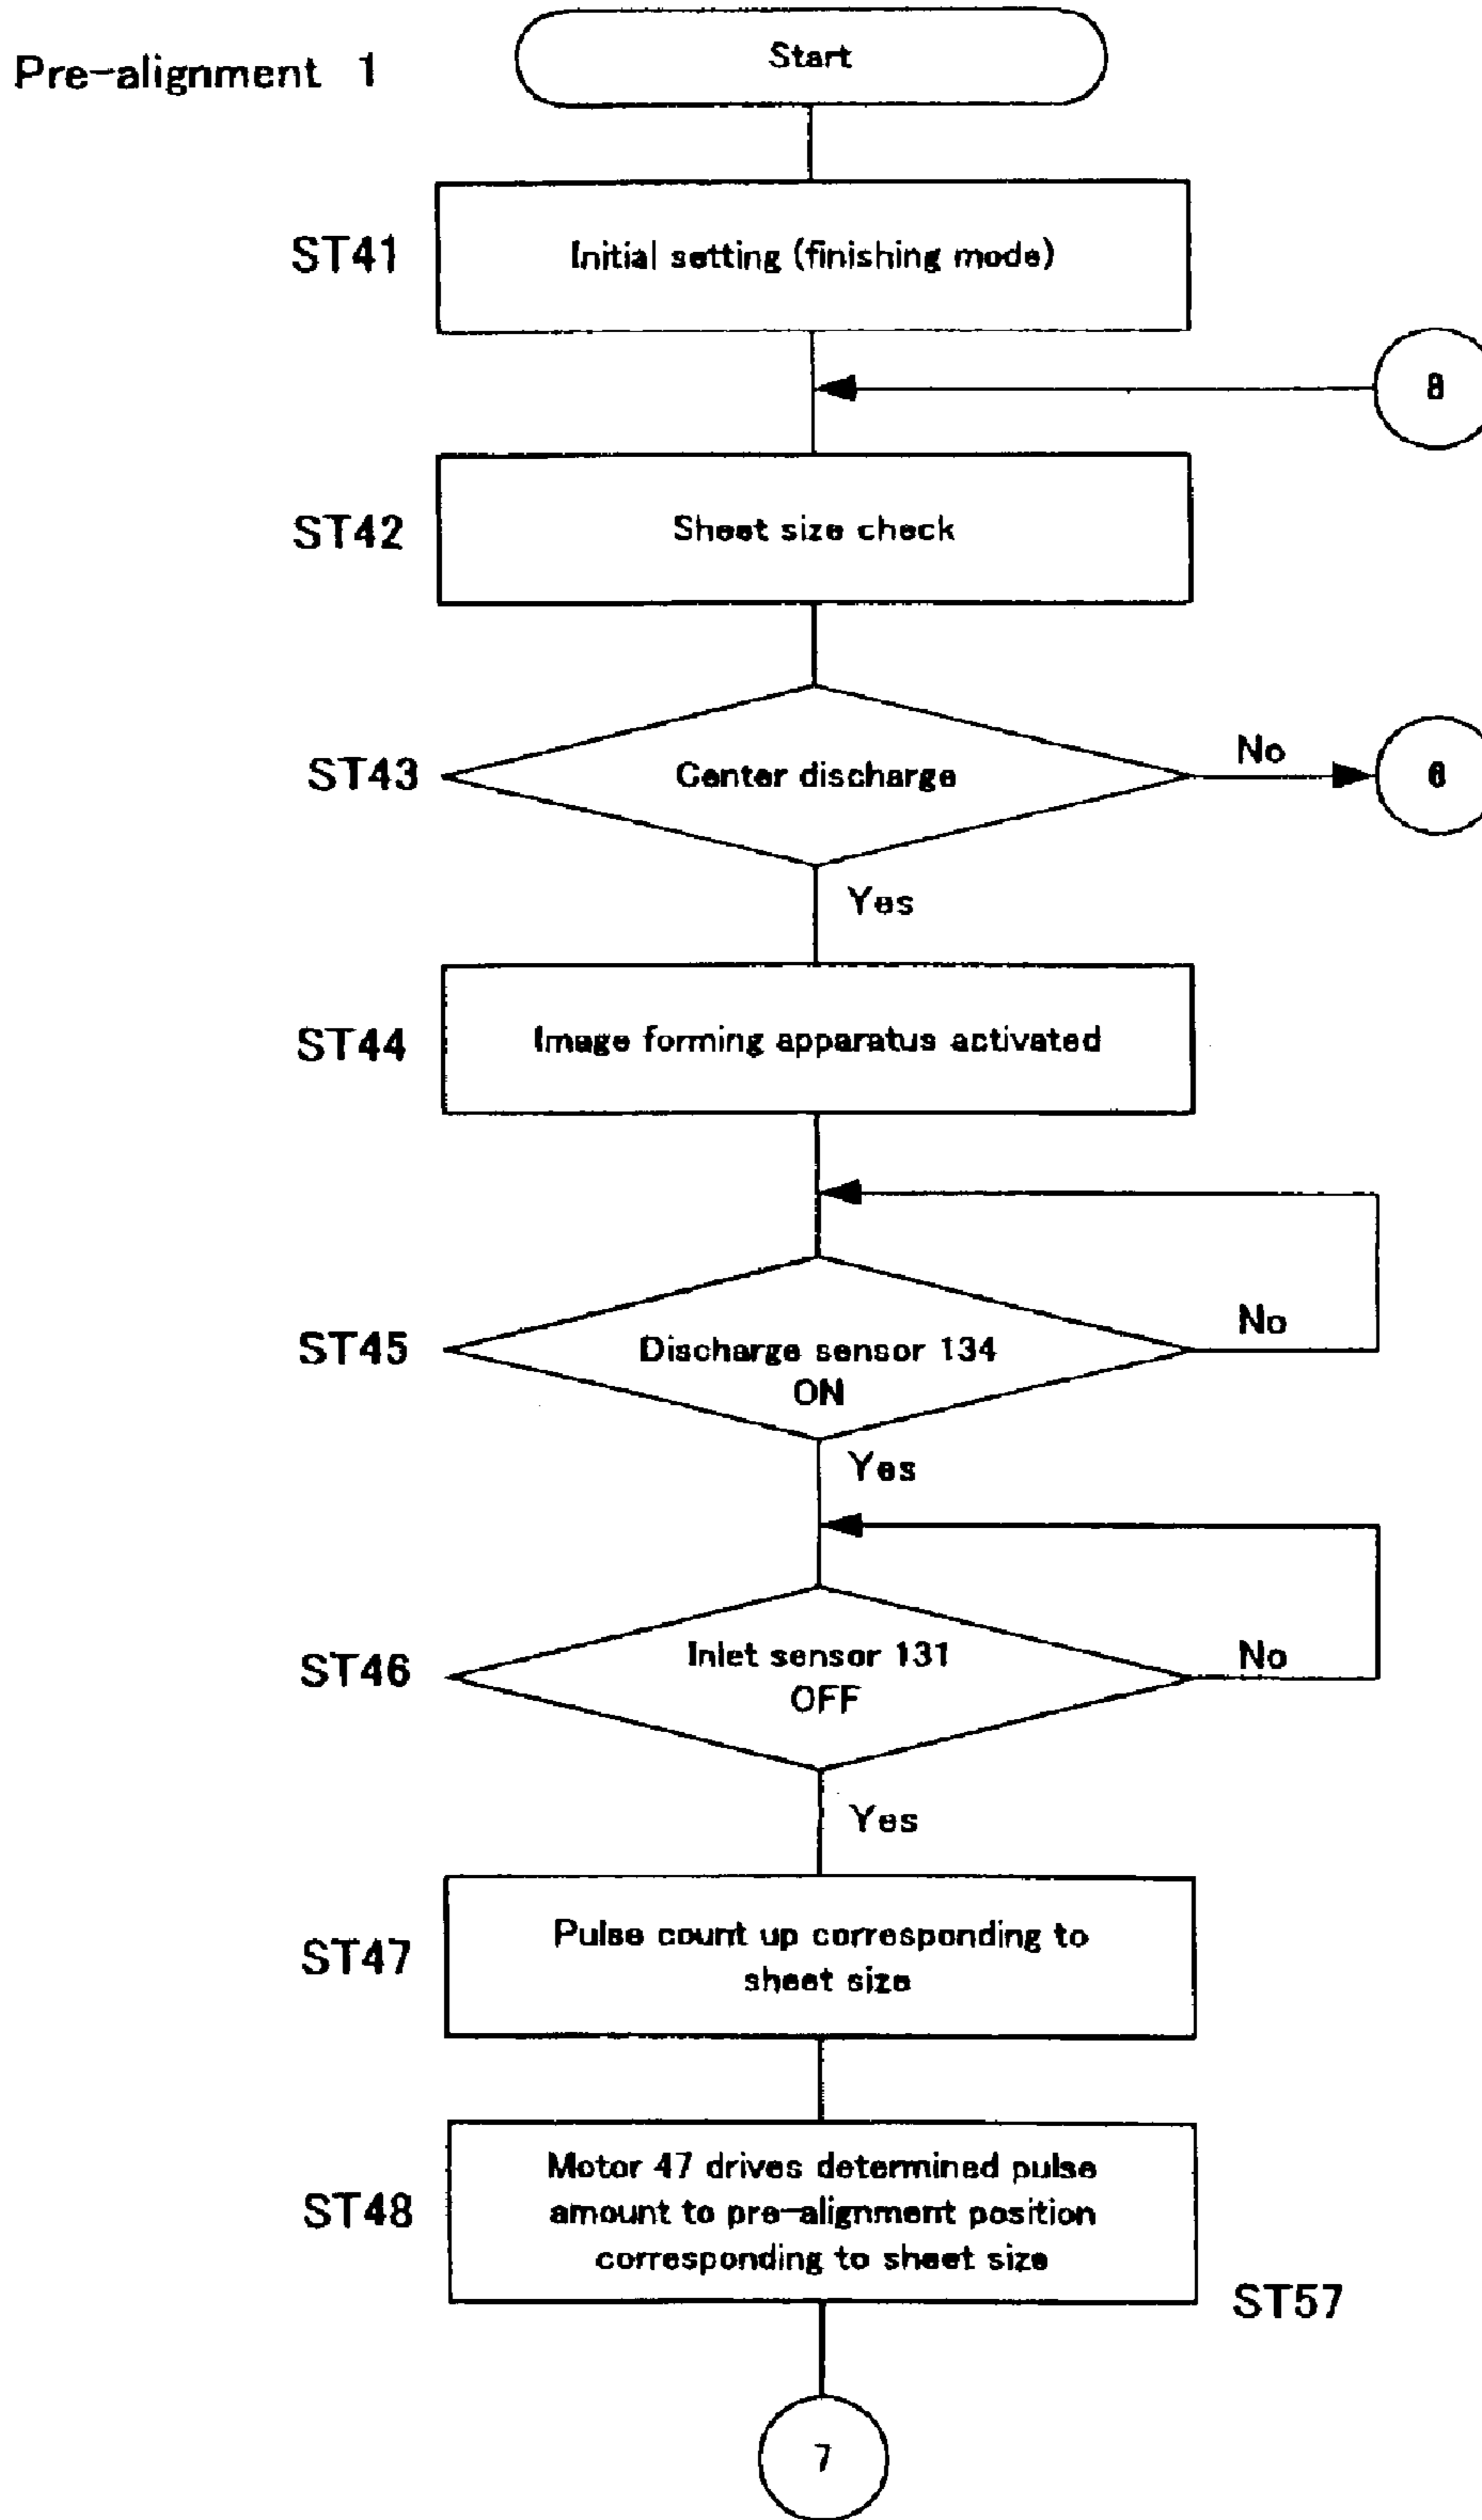 Pre-alignment 1
Start
ST41
Initial setting (finishing mode)
8
ST42
Sheet size check
ST43
Center discharge
No
6
Yes
ST44
Image forming apparatus activated
ST45
Discharge sensor 134
ON
No
Yes
ST46
Inlet sensor 131
OFF
No
Yes
ST47
Pulse count up corresponding to
sheet size
ST48
Motor 47 drives determined pulse
amount to pre-alignment position
corresponding to sheet size
ST57
7